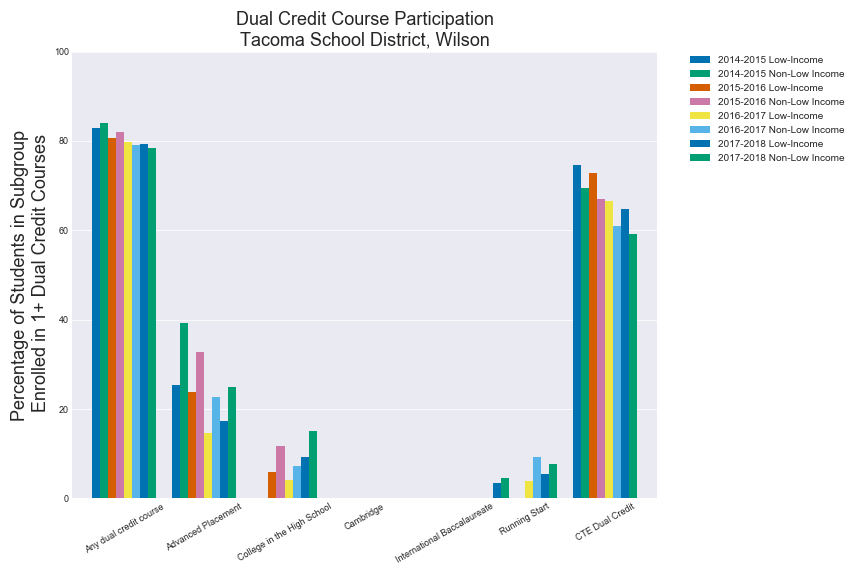 Dual Credit Course Participation
Tacoma School District, Wilson
Percentage of Students in Subgroup
Enrolled in 1+ Dual Credit Courses
100
80
60
40
20
0
Any dual credit course
Advanced Placement
College in the High School
Cambridge
International Baccalaureate
Running Start
CTE Dual Credit
2014-2015 Low-Income
2014-2015 Non-Low Income
2015-2016 Low-Income
2015-2016 Non-Low Income
2016-2017 Low-Income
2016-2017 Non-Low Income
2017-2018 Low-Income
2017-2018 Non-Low Income